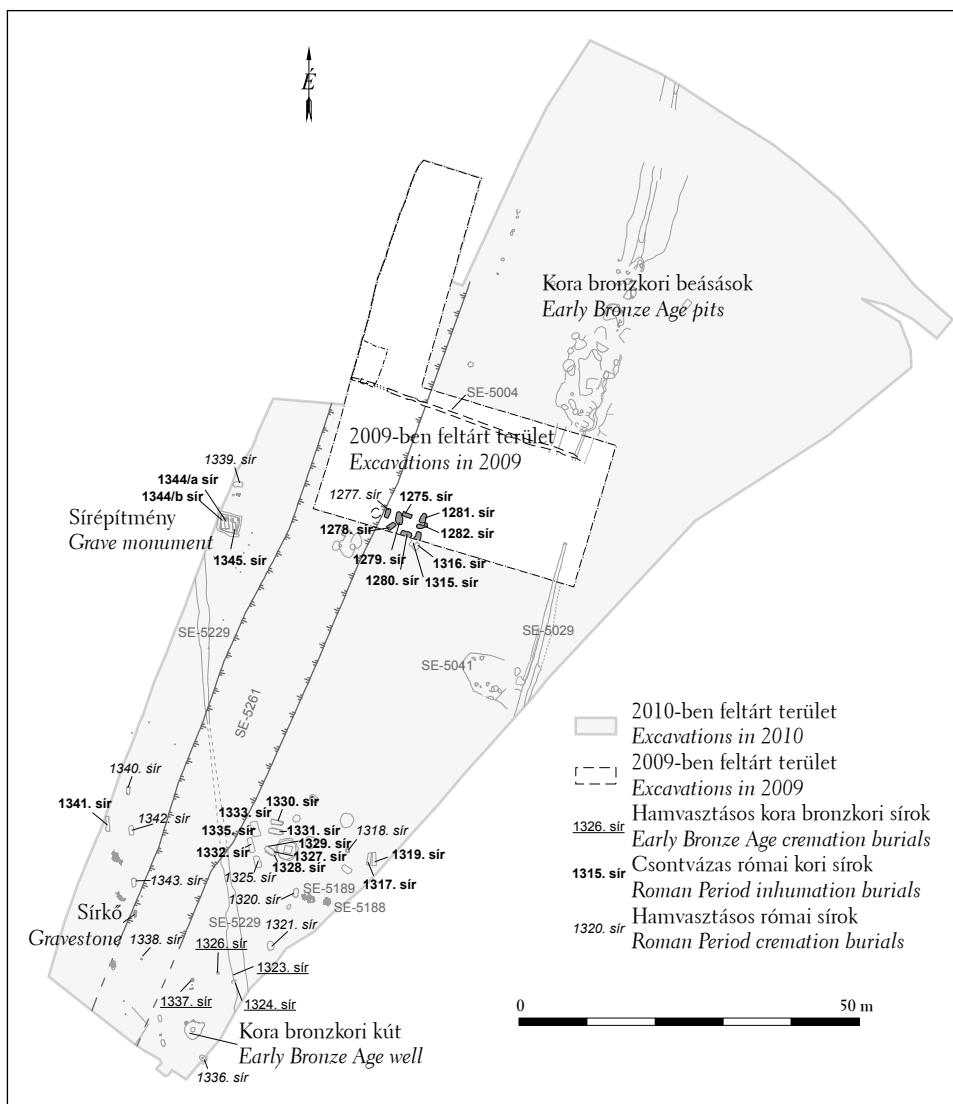 É
Kora bronzkori beásások
Early Bronze Age pits
SE-5004
2009-ben feltárt terület
Excavations in 2009
1339. sír
1344/a sír
1344/b sír
Sírépítmény
Grave monument
1345. sír
1277. sír
1275. sír
1281. sír
1278. sír
1282. sír
1279. sír
1316. sír
1280. sír
1315. sír
SE-5229
SE-5029
SE-5041
SE-5261
2010-ben feltárt terület
Excavations in 2010
2009-ben feltárt terület
Excavations in 2009
1326. sír Hamvasztásos kora bronzkori sírok
Early Bronze Age cremation burials
1315. sír Csontvázas római kori sírok
Roman Period inhumation burials
1320. sír Hamvasztásos római sírok
Roman Period cremation burials
1340. sír
1341. sír
1342. sír
1330. sír
1333. sír
1335. sír
1331. sír
1318. sír
1332. sír
1329. sír
1327. sír
1319. sír
1328. sír
1325. sír
1317. sír
1343. sír
1320. sír
SE-5189
SE-5188
Sírkő
Gravestone
SE-5229
1321. sír
1338. sír
1326. sír
1323. sír
1337. sír
1324. sír
Kora bronzkori kút
Early Bronze Age well
1336. sír
0
50 m